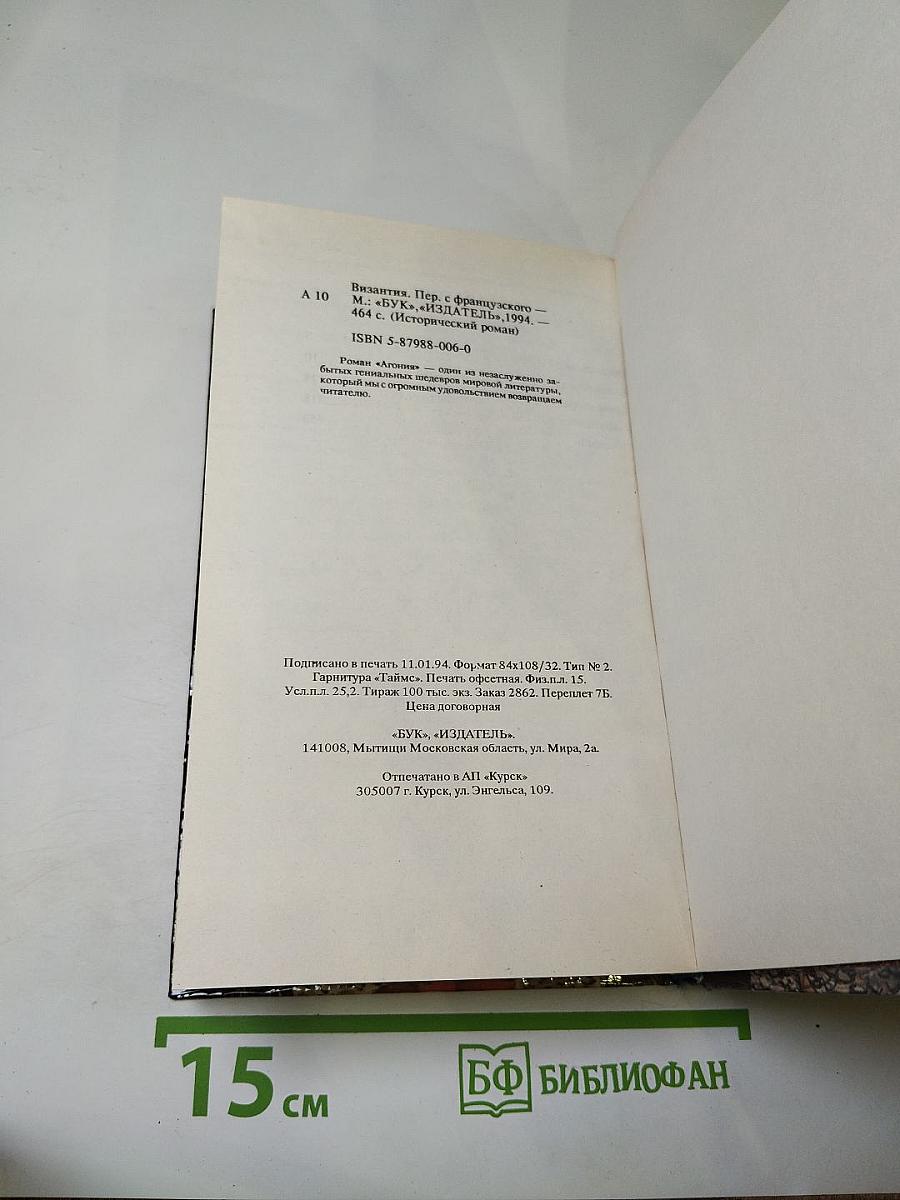 Византия. Пер. с французского —
А 10 М.: «БУК»,«ИЗДАТЕЛЬ»,1994. —
464 с. (Исторический роман)
ISBN 5-87988-006-0
Роман «Агония» — один из незаслуженно за-
бытых гениальных шедевров мировой литературы,
который мы с огромным удовольствием возвращаем
читателю.
Подписано в печать 11.01.94. Формат 84х108/32. Тип № 2.
Гарнитура «Таймс». Печать офсетная. Физ.п.л. 15.
Усл.п.л. 25,2. Тираж 100 тыс. экз. Заказ 2862. Переплет 7Б.
Цена договорная
«БУК», «ИЗДАТЕЛЬ».
141008, Мытищи Московская область, ул. Мира, 2а.
Отпечатано в АП «Курск»
305007 г. Курск, ул. Энгельса, 109.
15 см
БФ БИБЛИОФАН